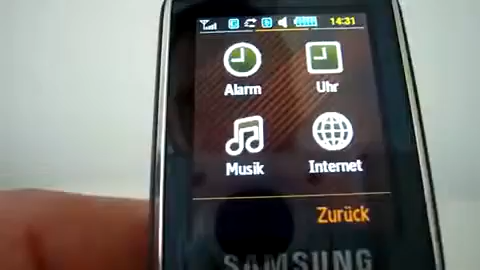 14:31
Alarm Uhr
Musik Internet
Zurück
SAMSUNG